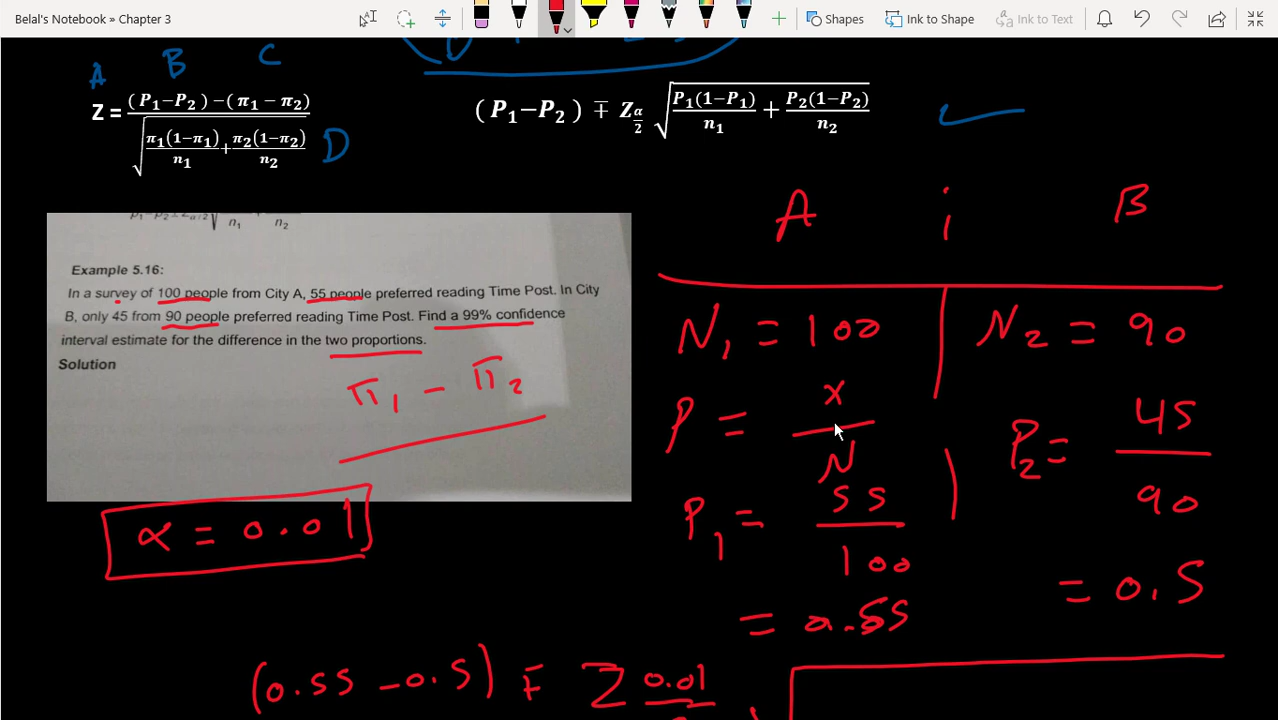 Belal's Notebook » Chapter 3
Shapes
Ink to Shape
Ink to Text
A B C
Z = (P₁−P₂)−(π₁−π₂) / √(π₁(1−π₁)/n₁ + π₂(1−π₂)/n₂) D
(P₁−P₂) ∓ Z α/2 √(P₁(1−P₁)/n₁ + P₂(1−P₂)/n₂)
n₁ n₂
Example 5.16:
In a survey of 100 people from City A, 55 people preferred reading Time Post. In City
B, only 45 from 90 people preferred reading Time Post. Find a 99% confidence
interval estimate for the difference in the two proportions.
Solution
π₁ − π₂
α = 0.01
A ¦ B
N₁ = 100 N₂ = 90
P = X / N
P₂ = 45 / 90
P₁ = 55 / 100
= 0.5
= 0.55
(0.55 − 0.5) ∓ Z 0.01